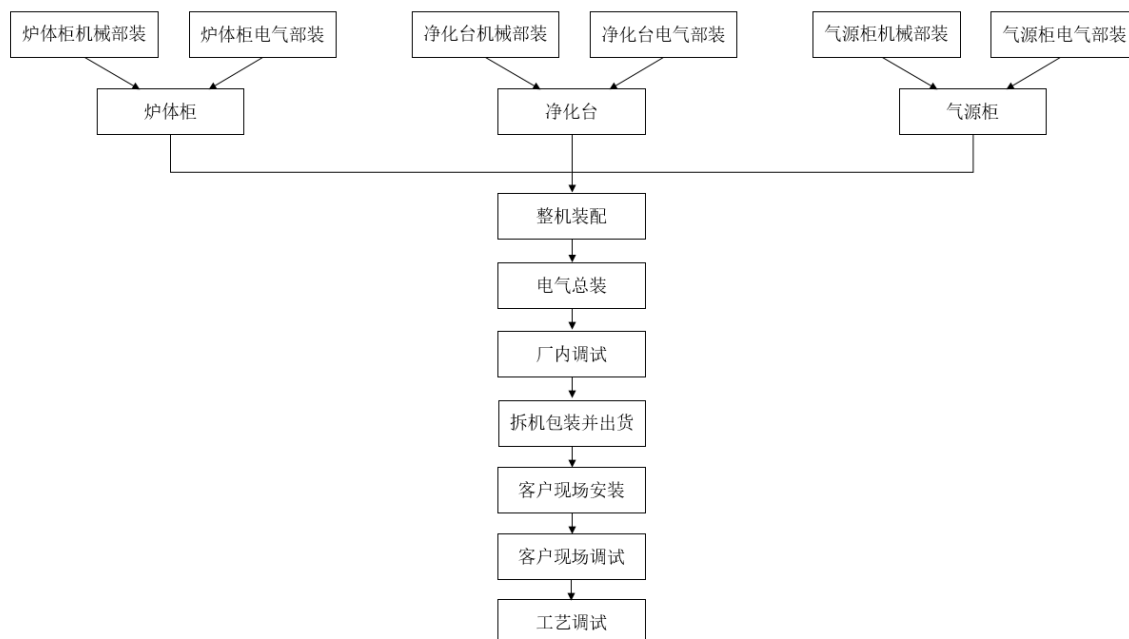 炉体柜机械部装
炉体柜电气部装
净化台机械部装
净化台电气部装
气源柜机械部装
气源柜电气部装
炉体柜
净化台
气源柜
整机装配
电气总装
厂内调试
拆机包装并出货
客户现场安装
客户现场调试
工艺调试